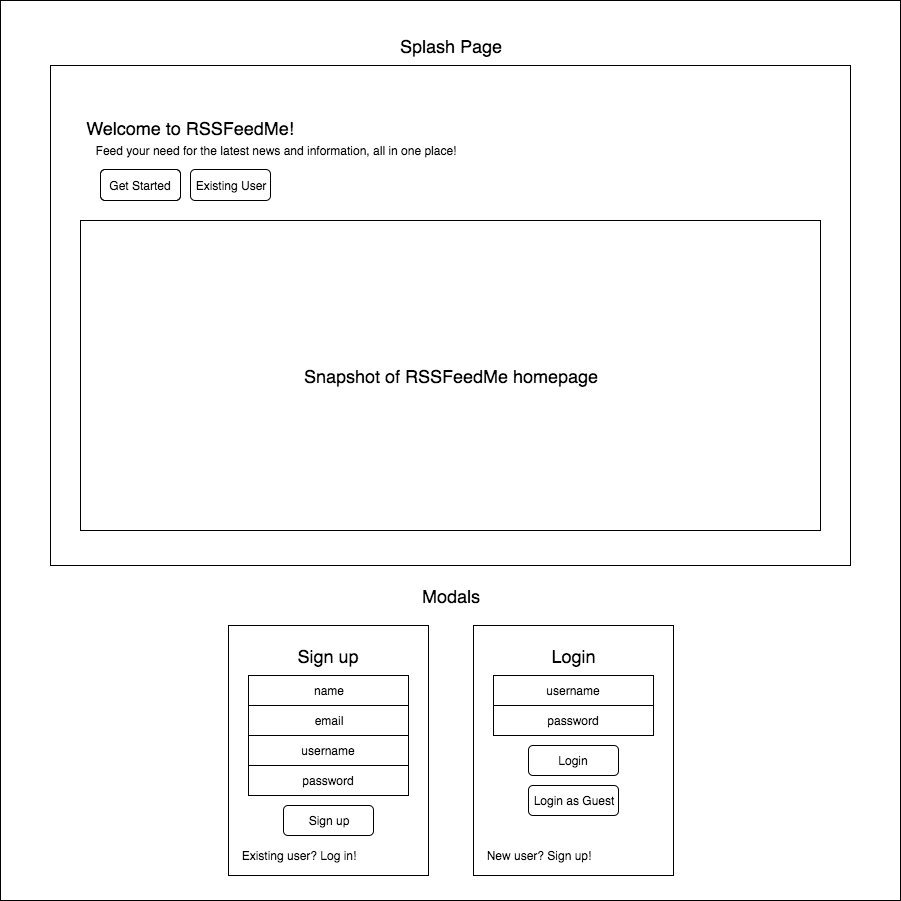 Splash Page
Welcome to RSSFeedMe!
Feed your need for the latest news and information, all in one place!
Get Started
Existing User
Snapshot of RSSFeedMe homepage
Modals
Sign up
name
email
username
password
Sign up
Existing user? Log in!
Login
username
password
Login
Login as Guest
New user? Sign up!